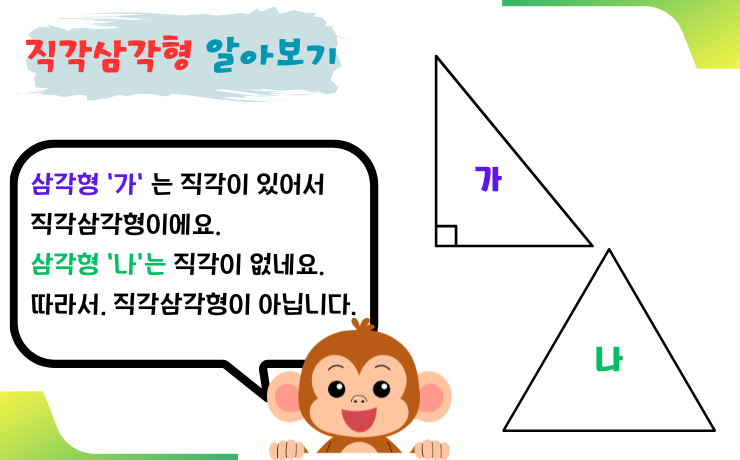 직각삼각형 알아보기
삼각형 '가' 는 직각이 있어서
직각삼각형이에요.
삼각형 '나'는 직각이 없네요.
따라서. 직각삼각형이 아닙니다.
가
나